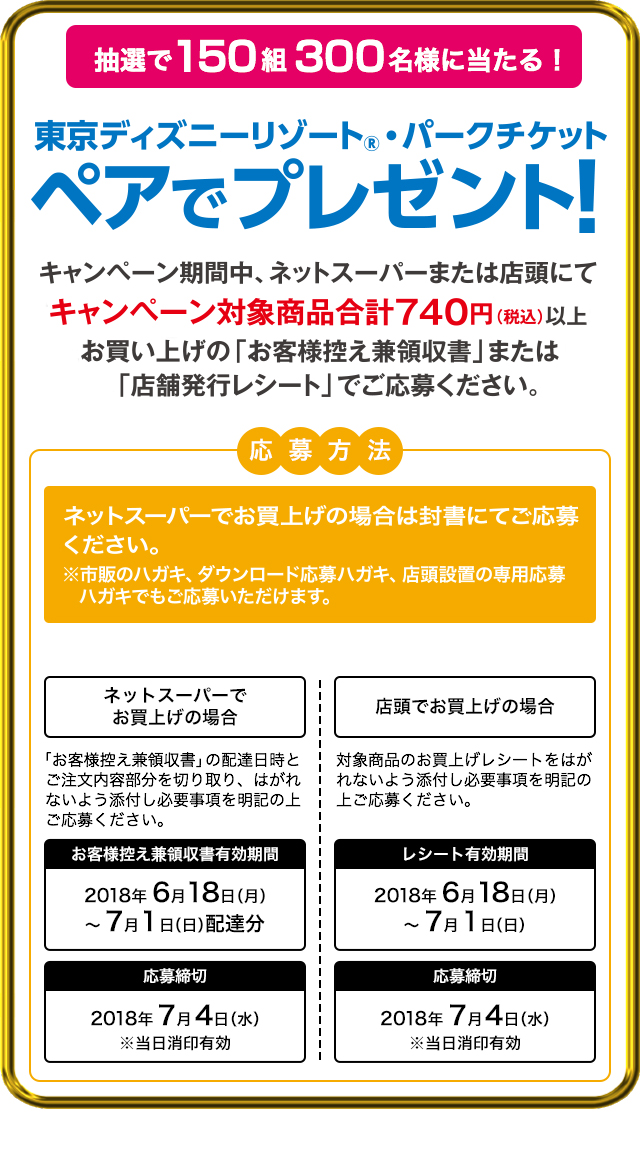 抽選で150組300名様に当たる！
東京ディズニーリゾート®・パークチケット
ペアでプレゼント！
キャンペーン期間中、ネットスーパーまたは店頭にて
キャンペーン対象商品合計740円（税込）以上
お買い上げの「お客様控え兼領収書」または
「店舗発行レシート」でご応募ください。
応募方法
ネットスーパーでお買上げの場合は封書にてご応募
ください。
※市販のハガキ、ダウンロード応募ハガキ、店頭設置の専用応募
ハガキでもご応募いただけます。
ネットスーパーで
お買上げの場合
「お客様控え兼領収書」の配達日時と
ご注文内容部分を切り取り、はがれ
ないよう添付し必要事項を明記の上
ご応募ください。
お客様控え兼領収書有効期間
2018年 6月18日（月）
～ 7月1日（日）配達分
応募締切
2018年 7月4日（水）
※当日消印有効
店頭でお買上げの場合
対象商品のお買上げレシートをはが
れないよう添付し必要事項を明記の
上ご応募ください。
レシート有効期間
2018年 6月18日（月）
～ 7月1日（日）
応募締切
2018年 7月4日（水）
※当日消印有効